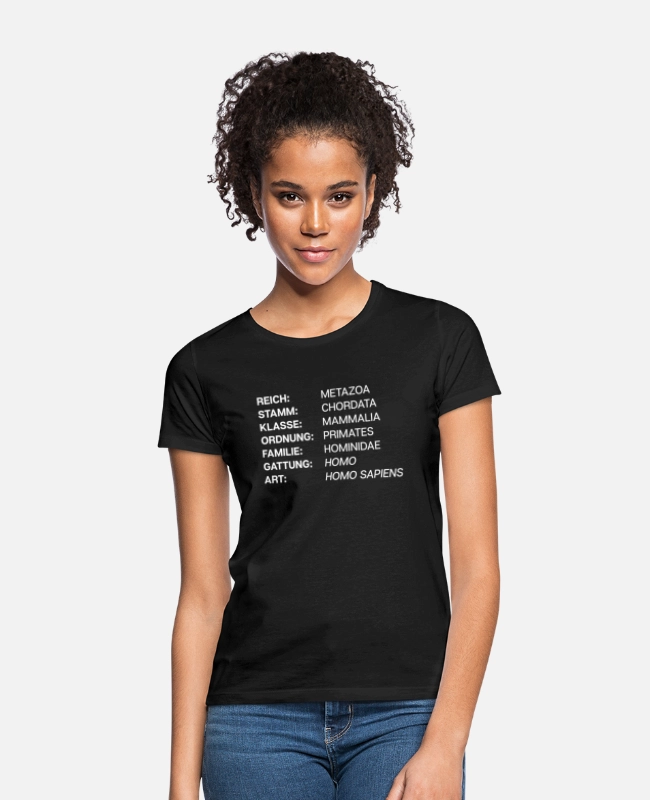 REICH: METAZOA
STAMM: CHORDATA
KLASSE: MAMMALIA
ORDNUNG: PRIMATES
FAMILIE: HOMINIDAE
GATTUNG: HOMO
ART: HOMO SAPIENS